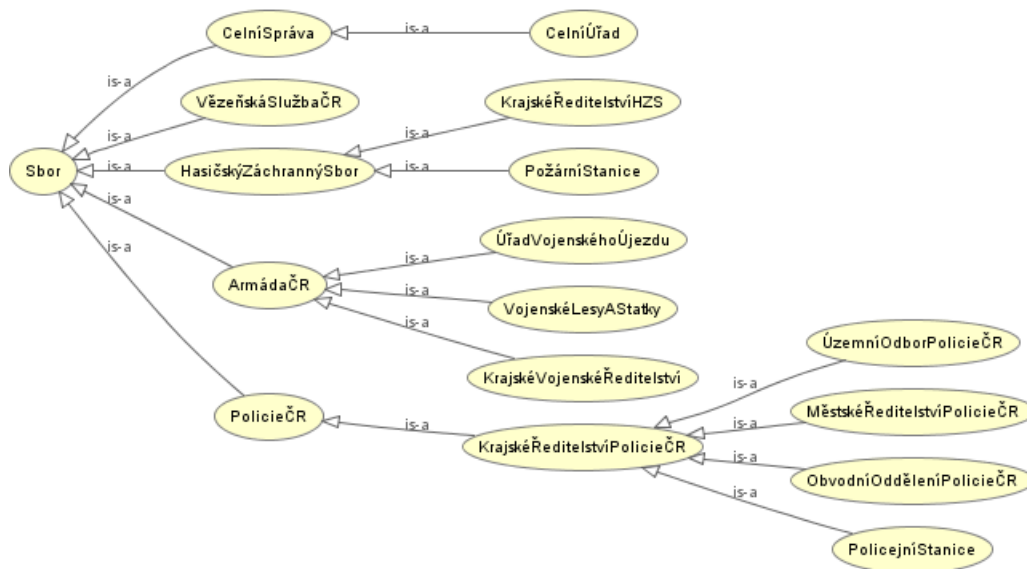 CelníSpráva
is-a
CelníÚřad
is-a
VězeňskáSlužbaČR
is-a
KrajskéŘeditelstvíHZS
is-a
Sbor
is-a
HasičskýZáchrannýSbor
is-a
PožárníStanice
is-a
ArmádaČR
is-a
ÚřadVojenskéhoÚjezdu
is-a
VojenskéLesyAStatky
is-a
KrajskéVojenskéŘeditelství
is-a
PolicieČR
is-a
KrajskéŘeditelstvíPolicieČR
is-a
ÚzemníOdborPolicieČR
is-a
MěstskéŘeditelstvíPolicieČR
is-a
ObvodníOdděleníPolicieČR
is-a
PolicejníStanice